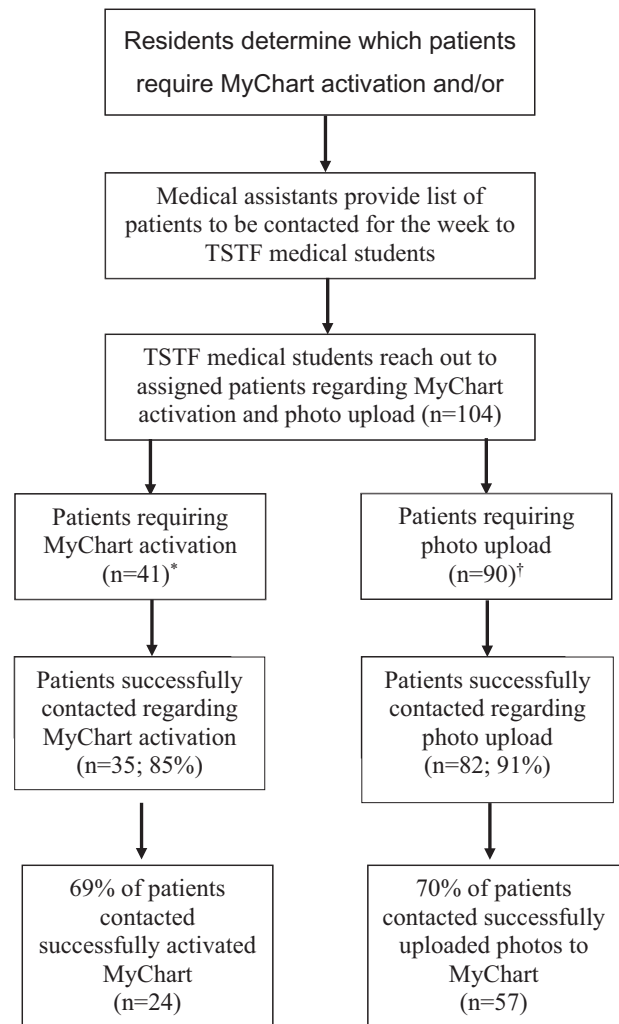 Residents determine which patients
require MyChart activation and/or
Medical assistants provide list of
patients to be contacted for the week to
TSTF medical students
TSTF medical students reach out to
assigned patients regarding MyChart
activation and photo upload (n=104)
Patients requiring
MyChart activation
(n=41)*
Patients requiring
photo upload
(n=90)†
Patients successfully
contacted regarding
MyChart activation
(n=35; 85%)
Patients successfully
contacted regarding
photo upload
(n=82; 91%)
69% of patients
contacted
successfully activated
MyChart
(n=24)
70% of patients
contacted successfully
uploaded photos to
MyChart
(n=57)